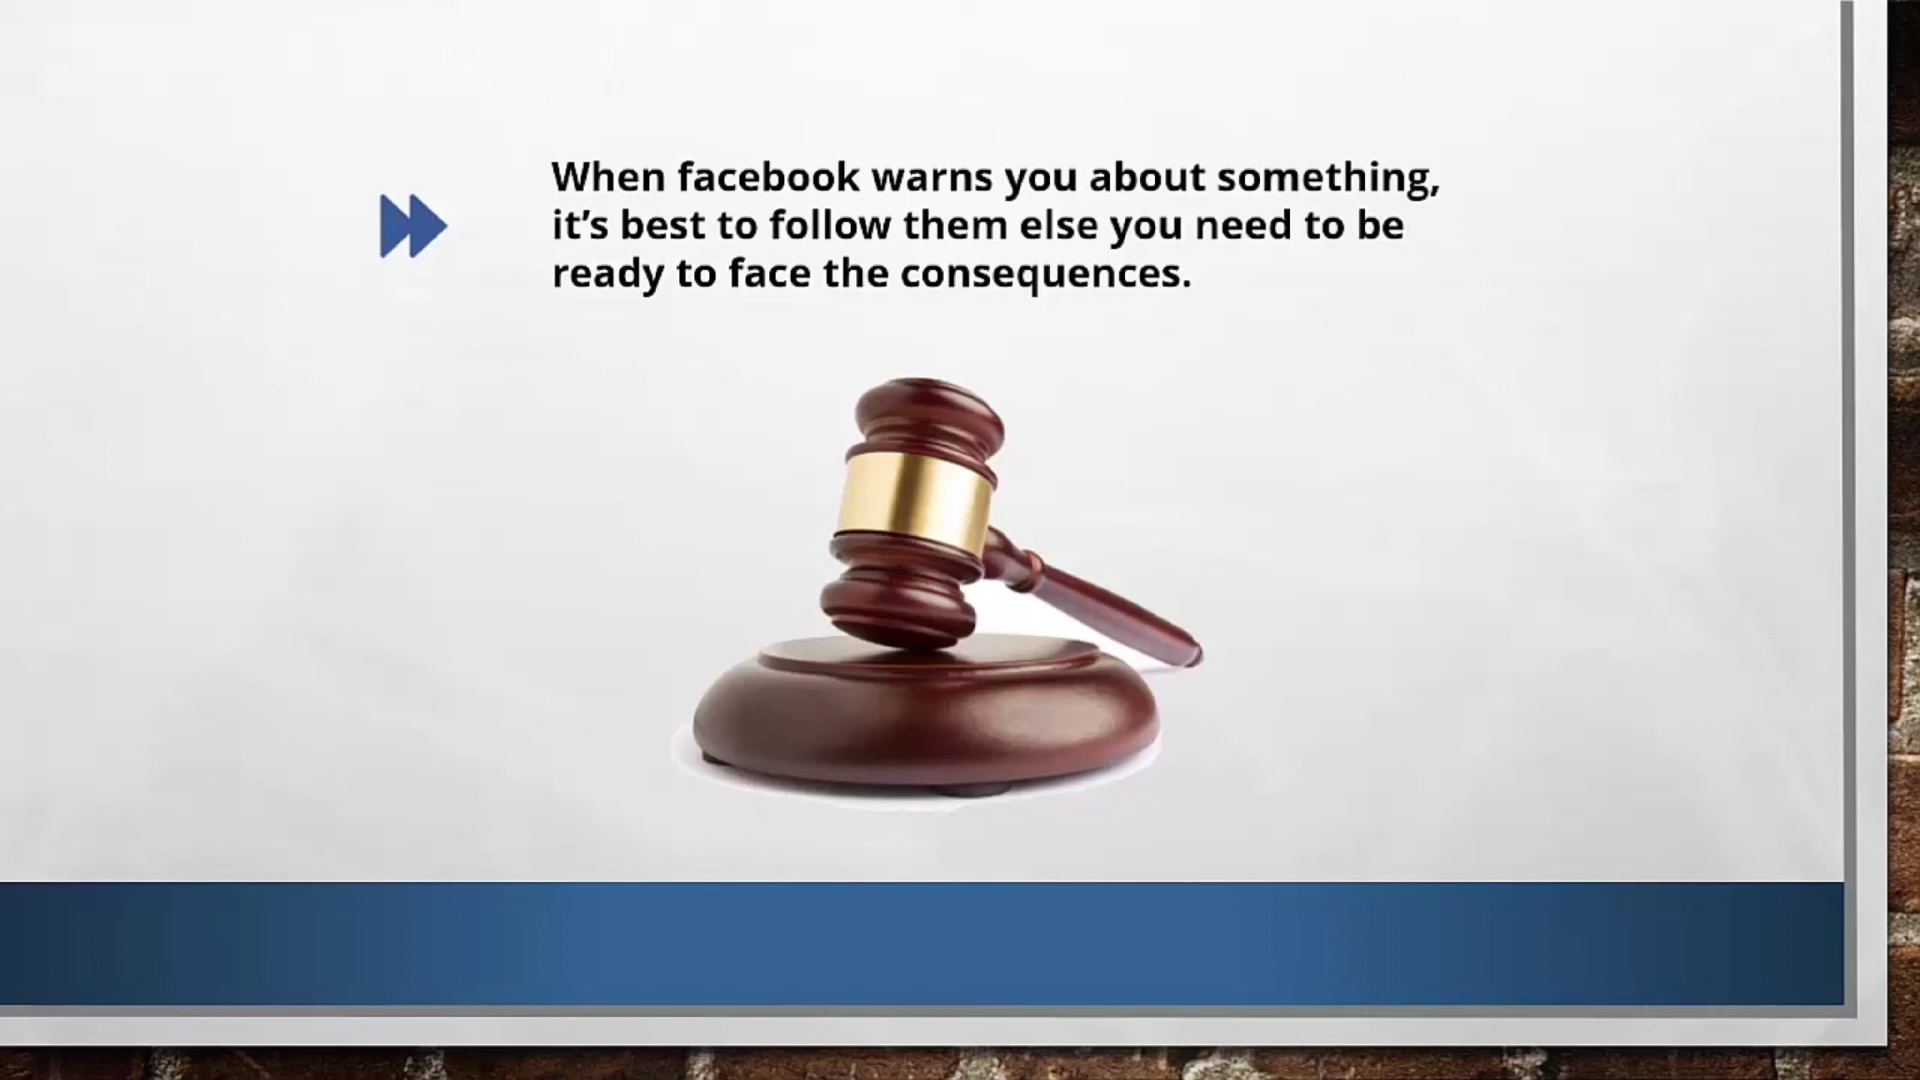 When facebook warns you about something,
it’s best to follow them else you need to be
ready to face the consequences.